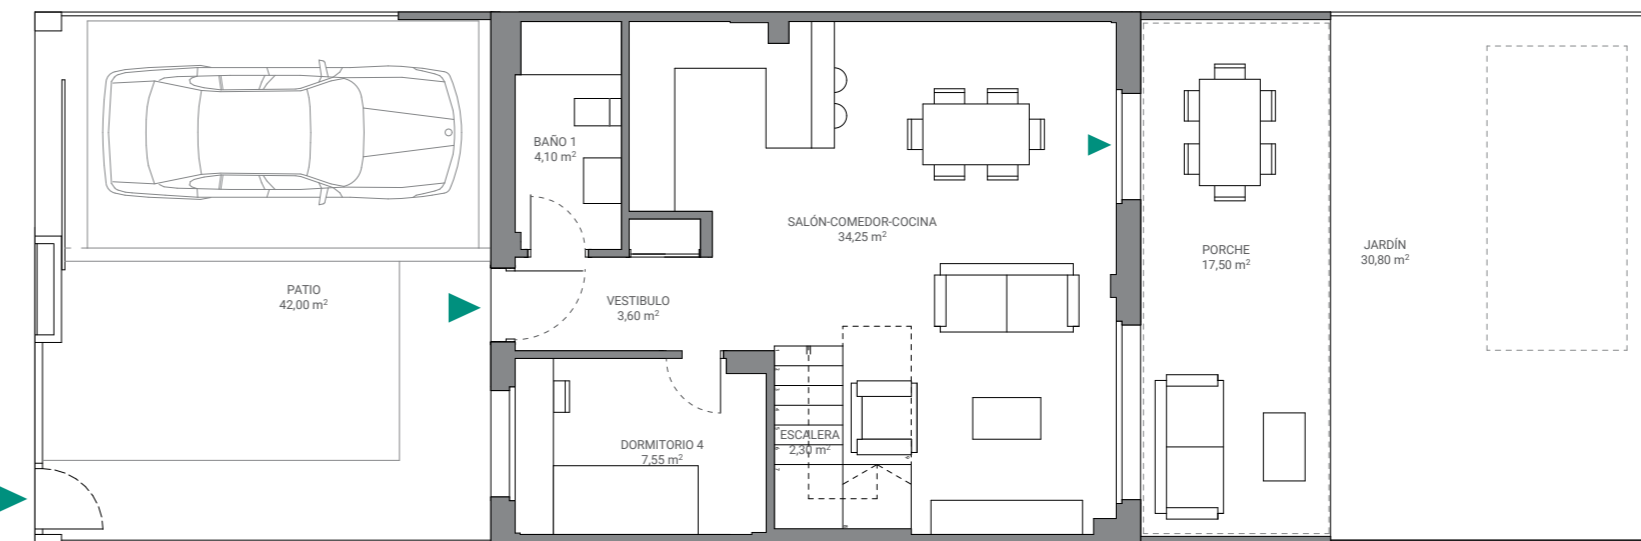 BAÑO 1
4,10 m²
SALÓN-COMEDOR-COCINA
34,25 m²
PORCHE
17,50 m²
JARDÍN
30,80 m²
PATIO
42,00 m²
VESTIBULO
3,60 m²
DORMITORIO 4
7,55 m²
ESCALERA
2,30 m²